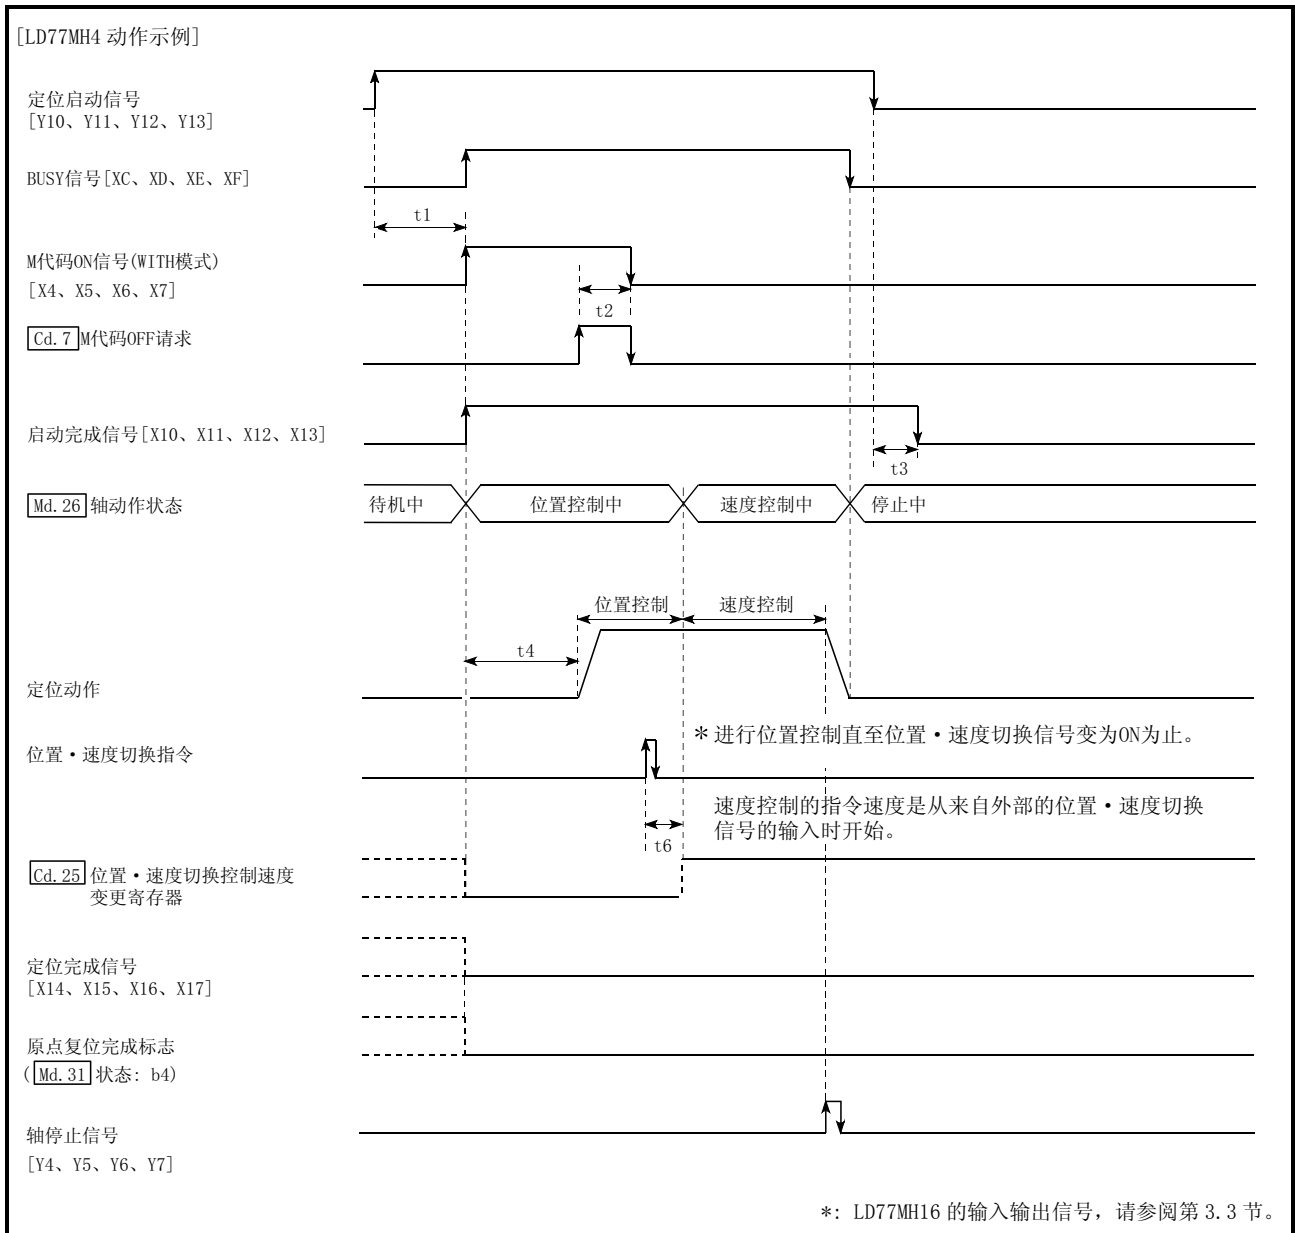 [LD77MH4 动作示例]
定位启动信号
[Y10、Y11、Y12、Y13]
BUSY信号[XC、XD、XE、XF]
t1
M代码ON信号(WITH模式)
[X4、X5、X6、X7]
t2
Cd.7 M代码OFF请求
启动完成信号[X10、X11、X12、X13]
t3
Md.26 轴动作状态
待机中 位置控制中 速度控制中 停止中
位置控制 速度控制
t4
定位动作
位置·速度切换指令
*进行位置控制直至位置·速度切换信号变为ON为止。
速度控制的指令速度是从来自外部的位置·速度切换
信号的输入时开始。
t6
Cd.25 位置·速度切换控制速度
变更寄存器
定位完成信号
[X14、X15、X16、X17]
原点复位完成标志
(Md.31 状态: b4)
轴停止信号
[Y4、Y5、Y6、Y7]
*: LD77MH16 的输入输出信号，请参阅第 3.3 节。